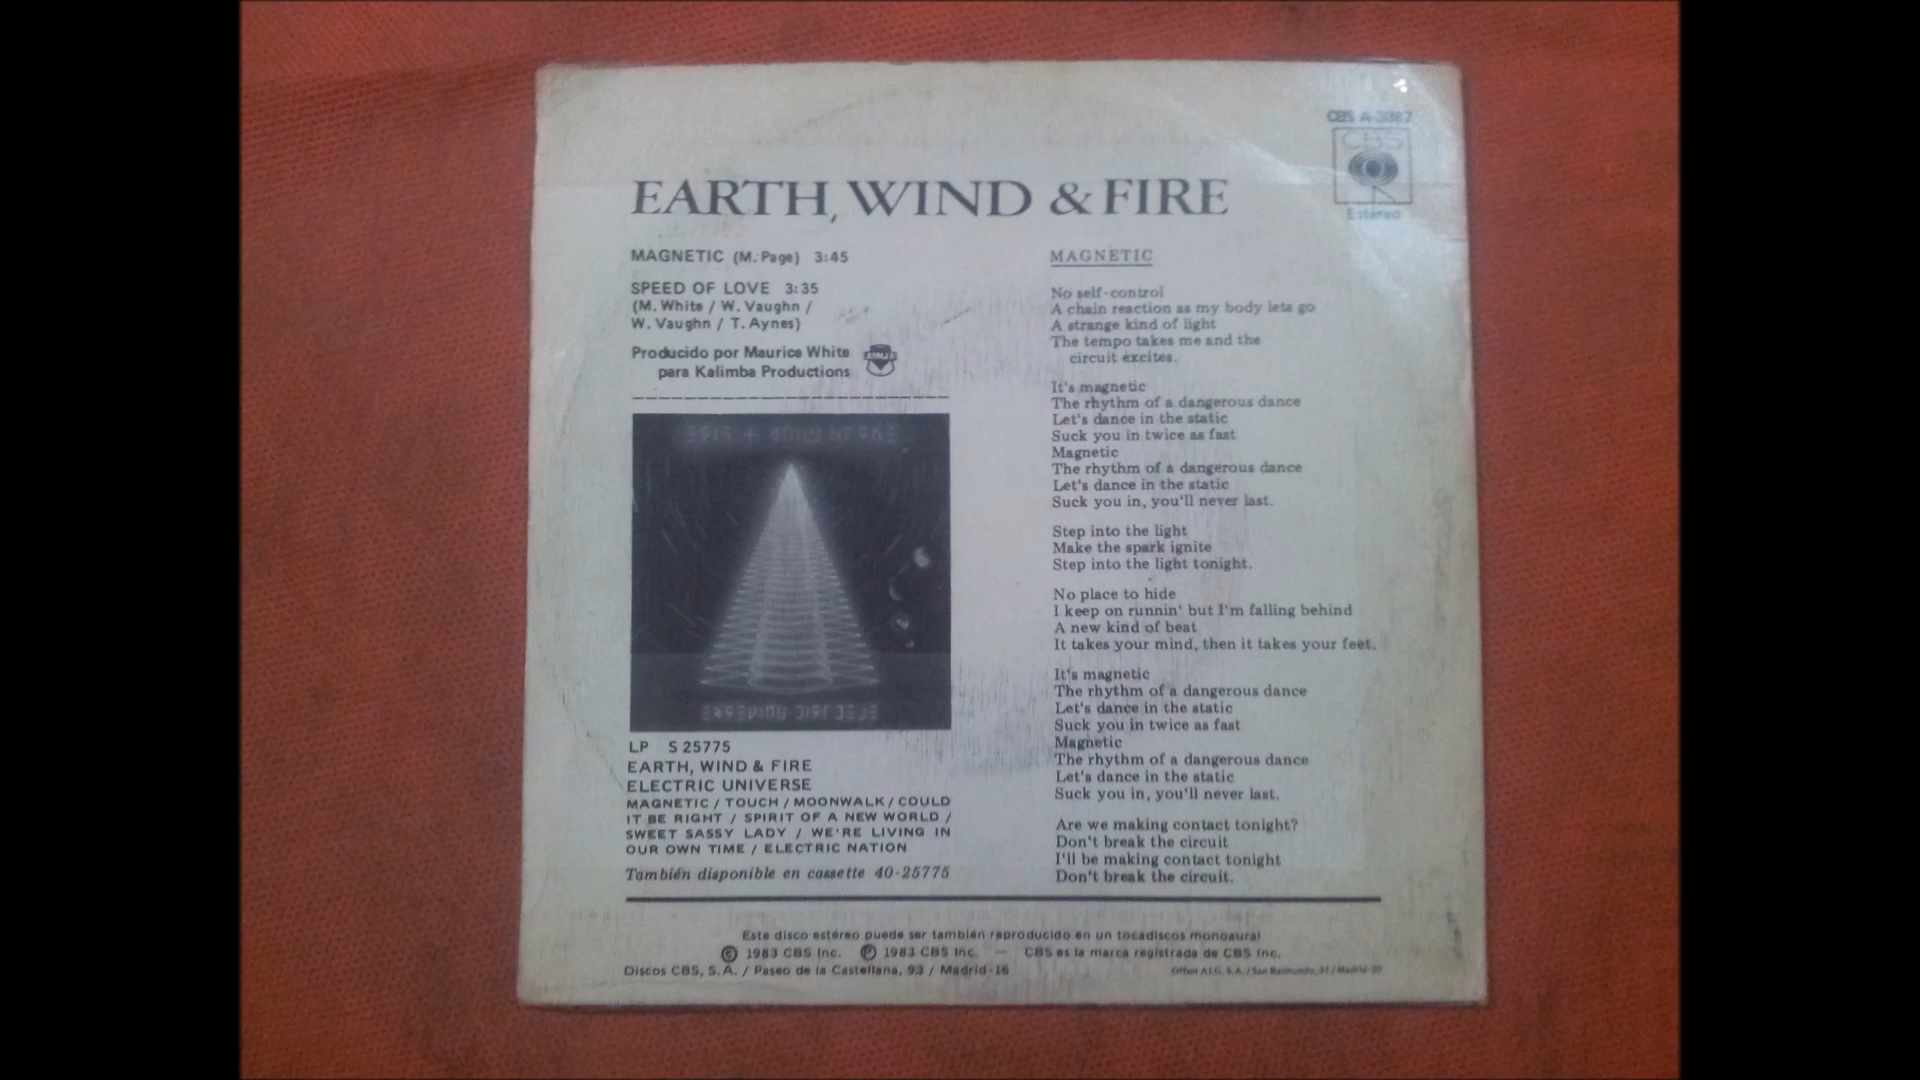 CBS A-3887
CBS
Estéreo
EARTH, WIND & FIRE
MAGNETIC (M. Page) 3:45
SPEED OF LOVE 3:35
(M. White / W. Vaughn /
W. Vaughn / T. Aynes)
Producido por Maurice White
para Kalimba Productions
LP S 25775
EARTH, WIND & FIRE
ELECTRIC UNIVERSE
MAGNETIC / TOUCH / MOONWALK / COULD
IT BE RIGHT / SPIRIT OF A NEW WORLD /
SWEET SASSY LADY / WE'RE LIVING IN
OUR OWN TIME / ELECTRIC NATION
También disponible en cassette 40-25775
MAGNETIC
No self-control
A chain reaction as my body lets go
A strange kind of light
The tempo takes me and the
circuit excites.
It's magnetic
The rhythm of a dangerous dance
Let's dance in the static
Suck you in twice as fast
Magnetic
The rhythm of a dangerous dance
Let's dance in the static
Suck you in, you'll never last.
Step into the light
Make the spark ignite
Step into the light tonight.
No place to hide
I keep on runnin' but I'm falling behind
A new kind of beat
It takes your mind, then it takes your feet.
It's magnetic
The rhythm of a dangerous dance
Let's dance in the static
Suck you in twice as fast
Magnetic
The rhythm of a dangerous dance
Let's dance in the static
Suck you in, you'll never last.
Are we making contact tonight?
Don't break the circuit
I'll be making contact tonight
Don't break the circuit.
Este disco estéreo puede ser también reproducido en un tocadiscos monoaural
© 1983 CBS Inc. ℗ 1983 CBS Inc. — CBS es la marca registrada de CBS Inc.
Discos CBS, S.A. / Paseo de la Castellana, 93 / Madrid-16
Offset A.I.G. S.A. / San Raimundo, / Madrid-20